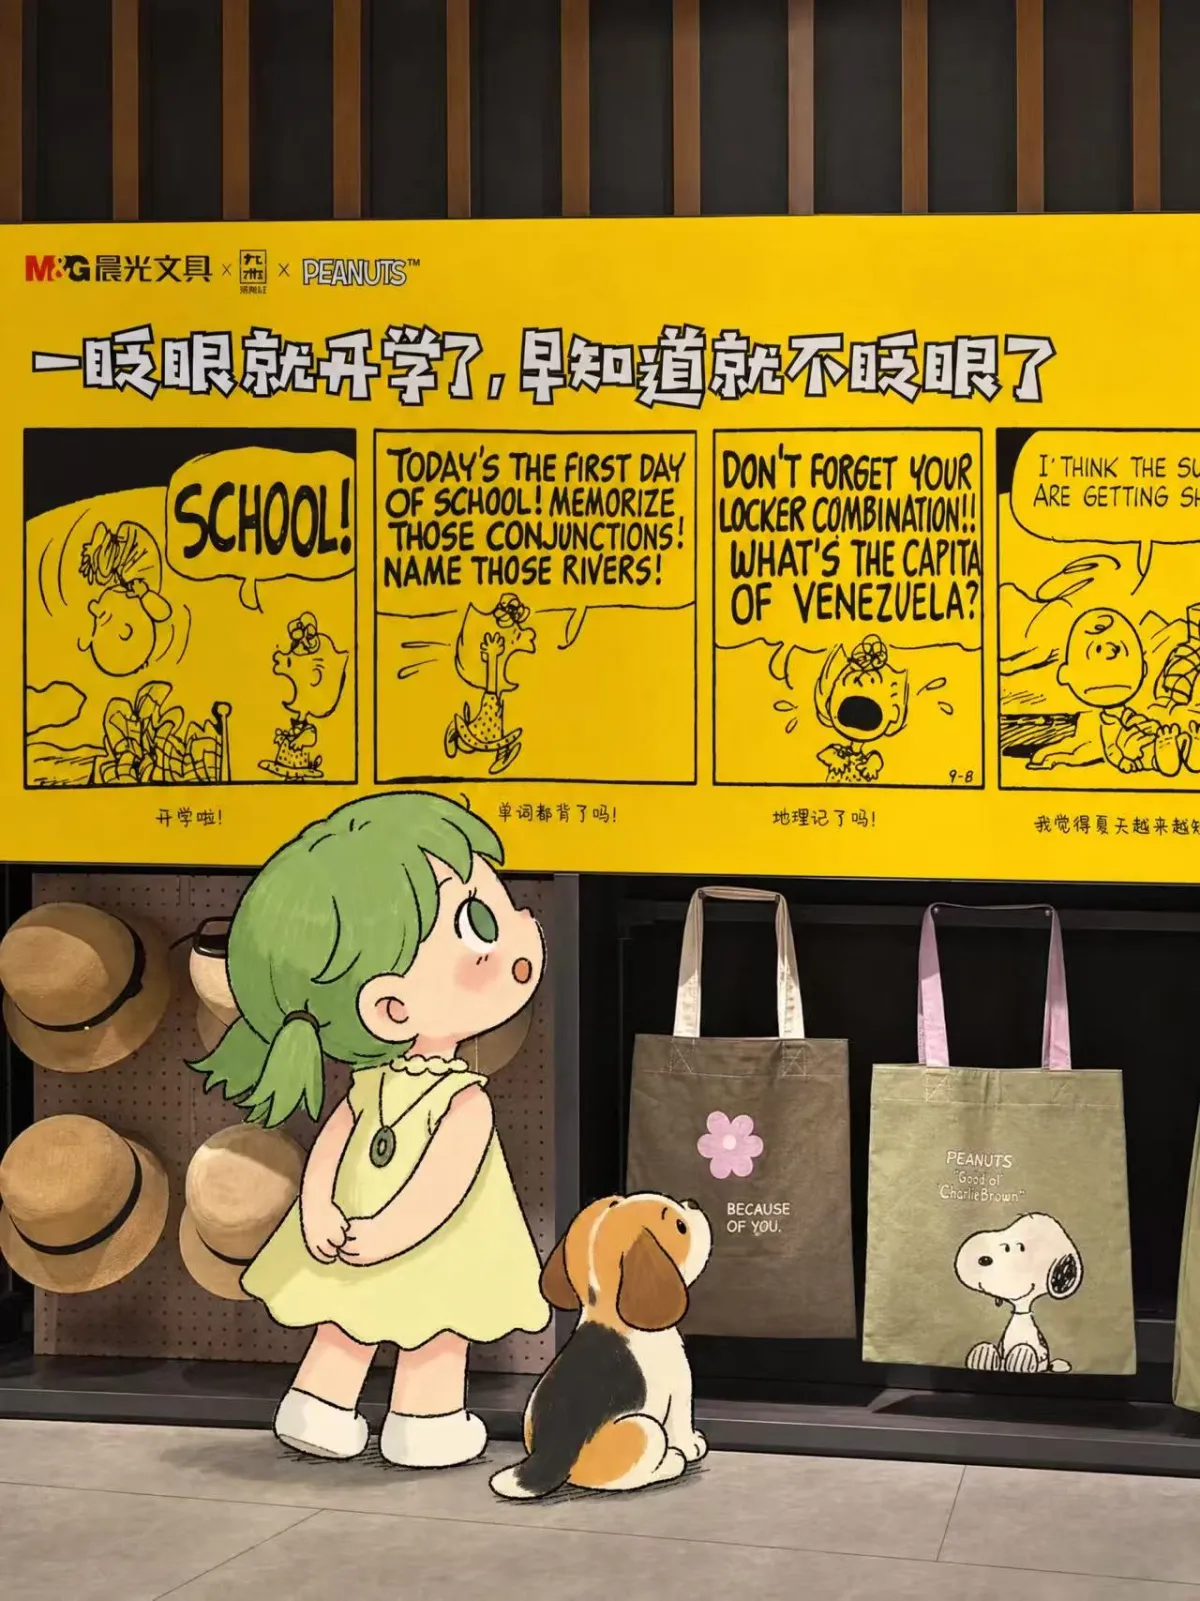 M&G晨光文具 × 九木杂物社 × PEANUTS™
一眨眼就开学了,早知道就不眨眼了
SCHOOL!
TODAY'S THE FIRST DAY
OF SCHOOL! MEMORIZE
THOSE CONJUNCTIONS!
NAME THOSE RIVERS!
DON'T FORGET YOUR
LOCKER COMBINATION!!
WHAT'S THE CAPITA
OF VENEZUELA?
9-8
I THINK THE SU
ARE GETTING SH
开学啦!
单词都背了吗!
地理记了吗!
我觉得夏天越来越短
BECAUSE
OF YOU.
PEANUTS
"Good ol'
CharlieBrown"